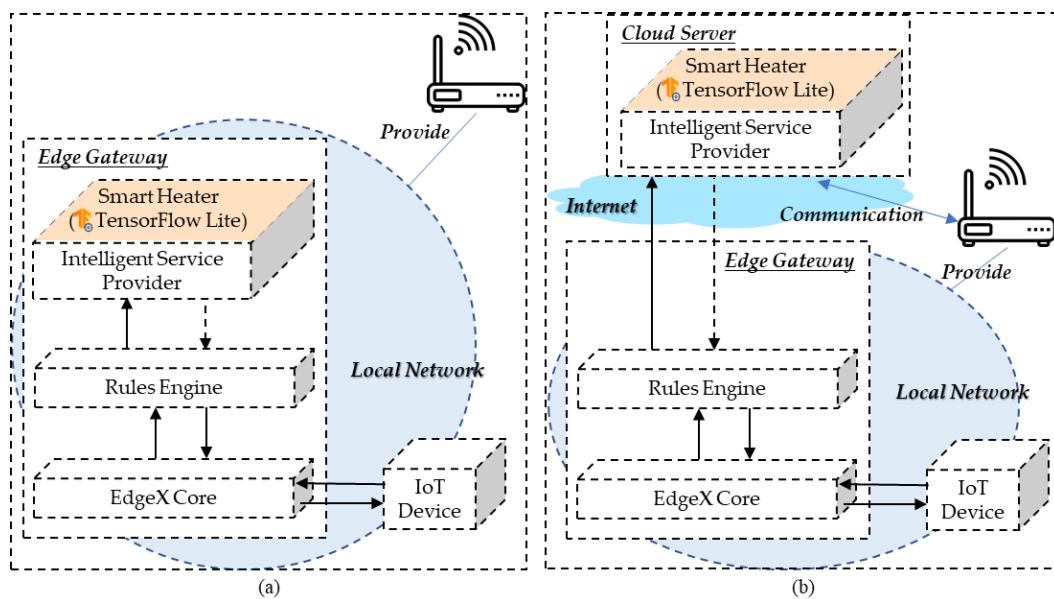 Provide
Edge Gateway
Smart Heater
(TensorFlow Lite)
Intelligent Service
Provider
Local Network
Rules Engine
EdgeX Core
IoT
Device
(a)
Cloud Server
Smart Heater
(TensorFlow Lite)
Intelligent Service
Provider
Internet
Communication
Edge Gateway
Provide
Rules Engine
Local Network
EdgeX Core
IoT
Device
(b)